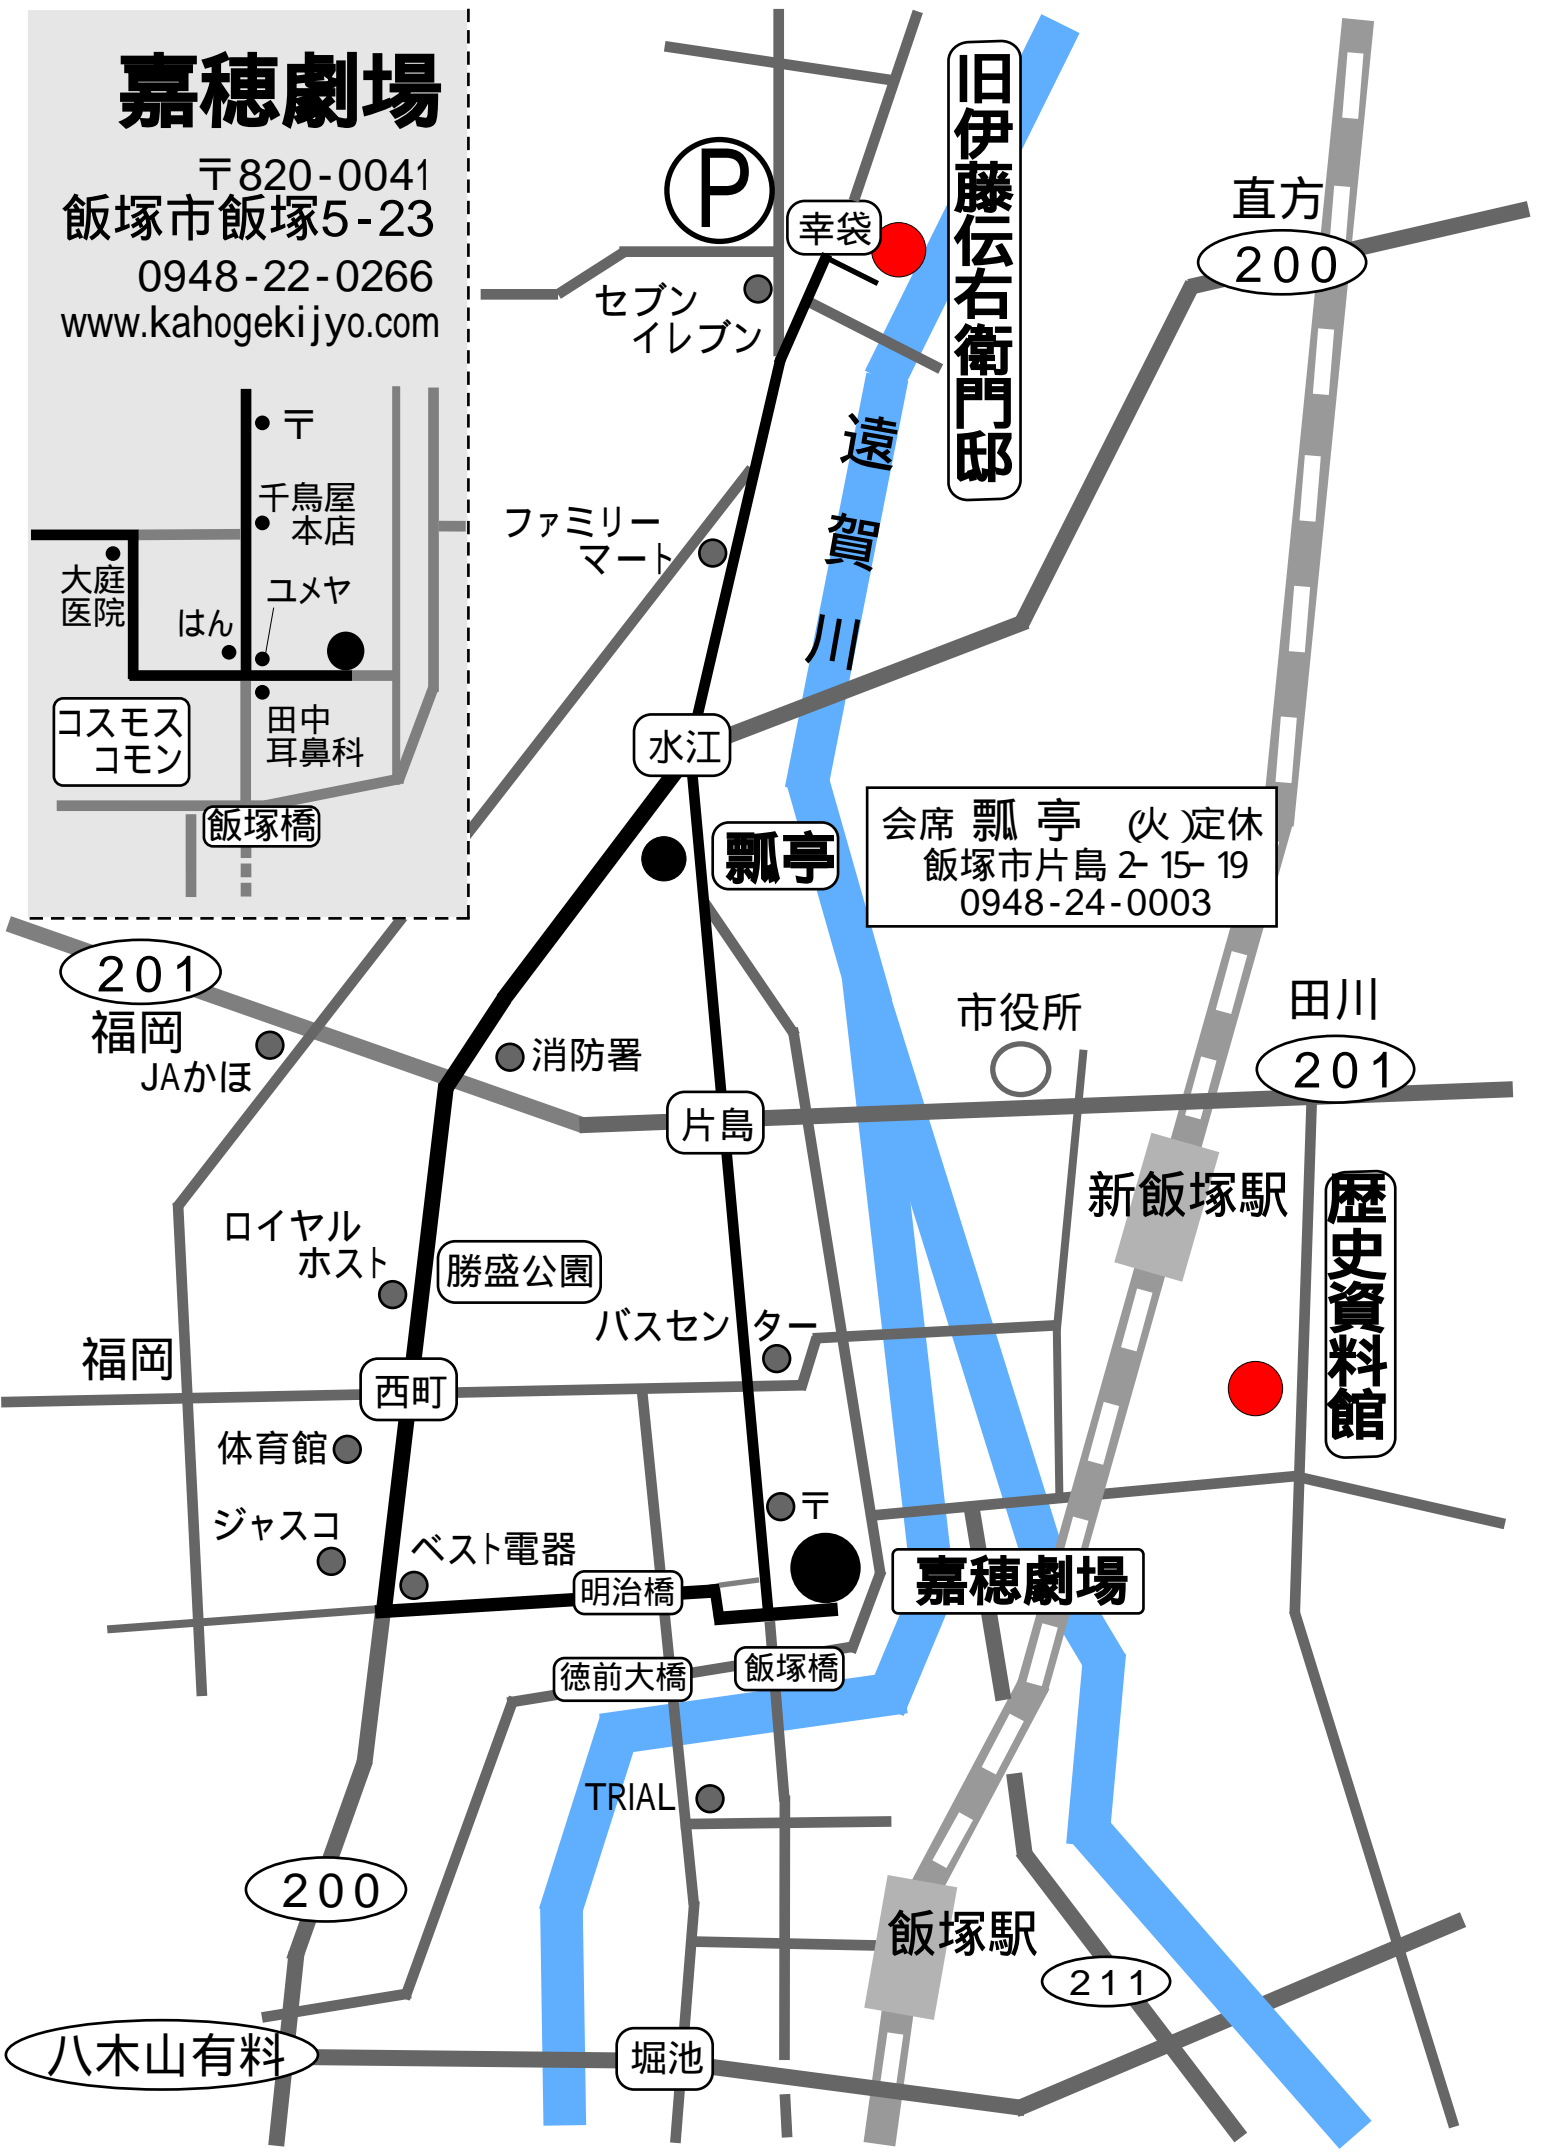 嘉穂劇場
〒820-0041
飯塚市飯塚5-23
0948-22-0266
www.kahogekijyo.com
〒
千鳥屋
本店
大庭
医院
ユメヤ
はん
コスモス
コモン
田中
耳鼻科
飯塚橋
P
幸袋
旧伊藤伝右衛門邸
直方
200
セブン
イレブン
遠賀川
ファミリー
マート
水江
瓢亭
会席 瓢 亭 (火)定休
飯塚市片島 2-15-19
0948-24-0003
201
福岡
JAかほ
消防署
市役所
田川
201
片島
新飯塚駅
歴史資料館
ロイヤル
ホスト
勝盛公園
バスセンター
福岡
西町
体育館
ジャスコ
ベスト電器
〒
明治橋
嘉穂劇場
徳前大橋
飯塚橋
TRIAL
200
飯塚駅
211
八木山有料
堀池